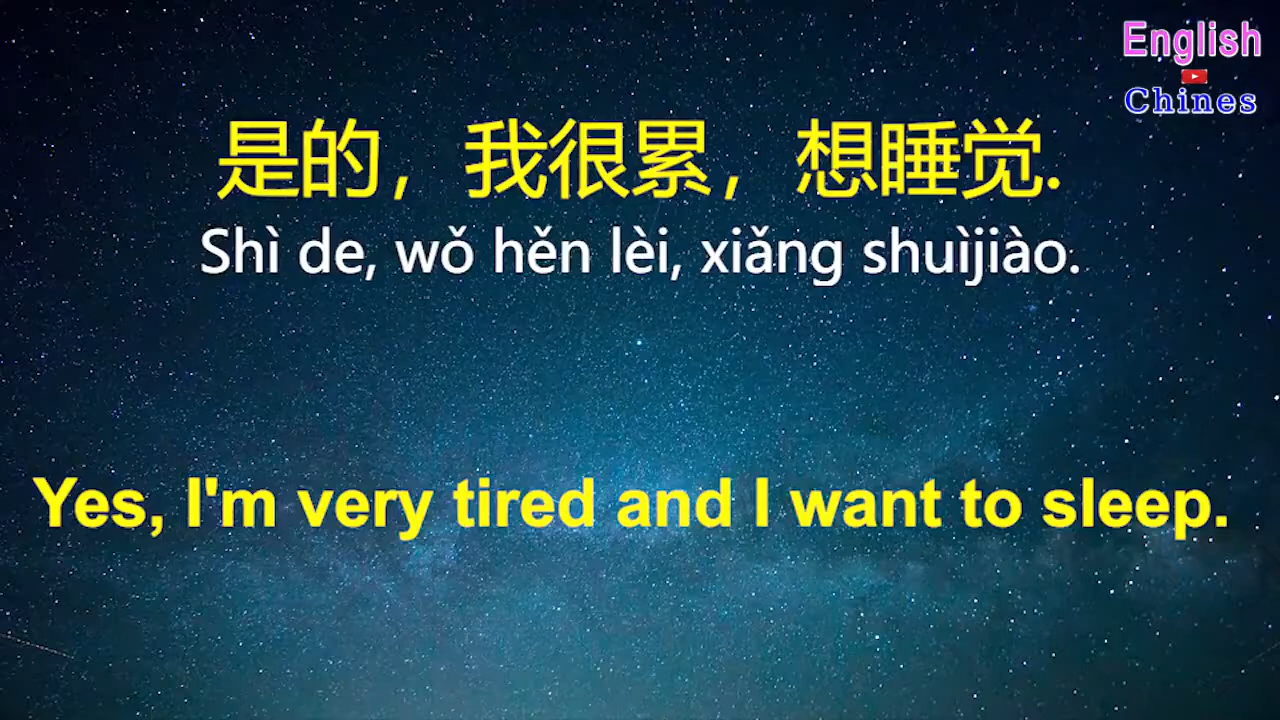 English
Chines
是的，我很累，想睡觉.
Shì de, wǒ hěn lèi, xiǎng shuìjiào.
Yes, I'm very tired and I want to sleep.